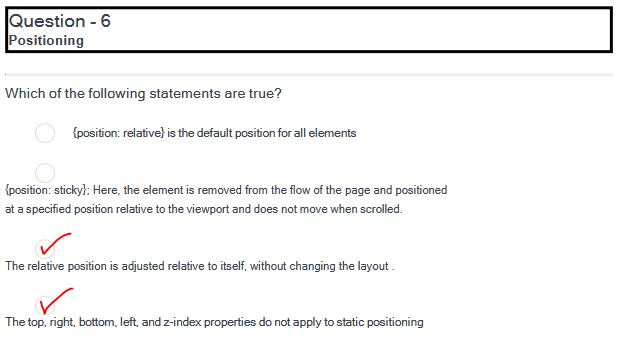 Question - 6
Positioning
Which of the following statements are true?
{position: relative} is the default position for all elements
{position: sticky}; Here, the element is removed from the flow of the page and positioned
at a specified position relative to the viewport and does not move when scrolled.
The relative position is adjusted relative to itself, without changing the layout .
The top, right, bottom, left, and z-index properties do not apply to static positioning